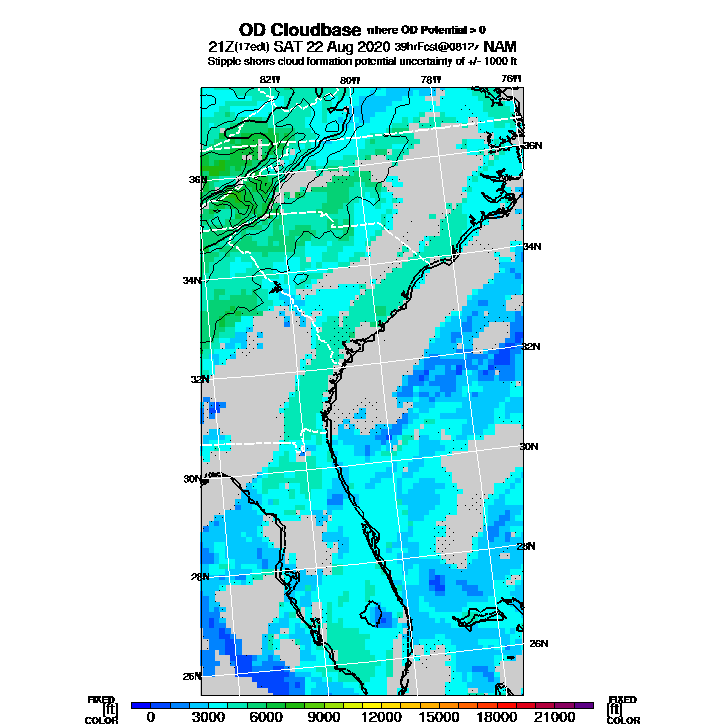 OD Cloudbase where OD Potential > 0
21Z(17edt) SAT 22 Aug 2020 39hrFcst@0812z NAM
Stipple shows cloud formation potential uncertainty of +/- 1000 ft
82W 80W 78W 76W
36N
36N
34N
34N
32N
32N
30N
30N
28N
28N
26N
26N
FIXED FIXED
[ft] [ft]
COLOR 0 3000 6000 9000 12000 15000 18000 21000 COLOR